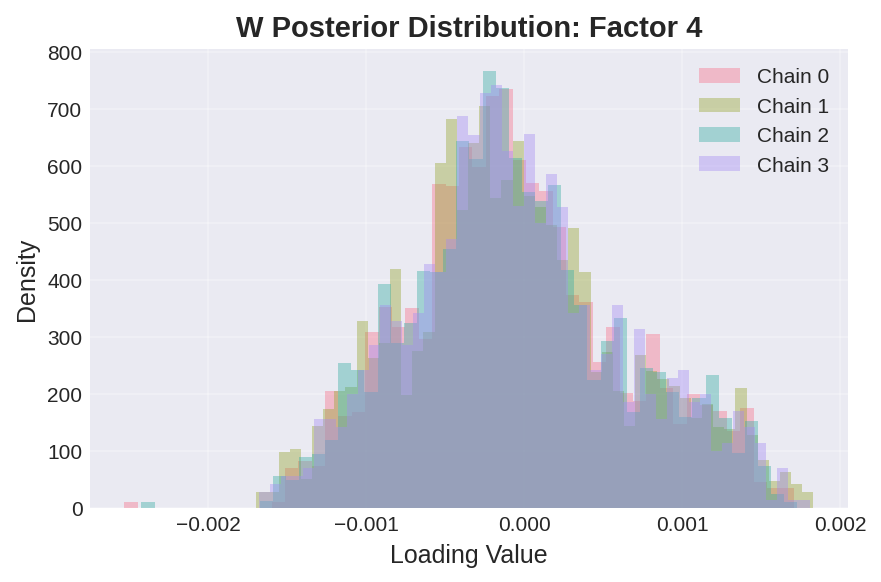 W Posterior Distribution: Factor 4
Chain 0
Chain 1
Chain 2
Chain 3
800
700
600
500
400
300
200
100
0
Density
−0.002 −0.001 0.000 0.001 0.002
Loading Value